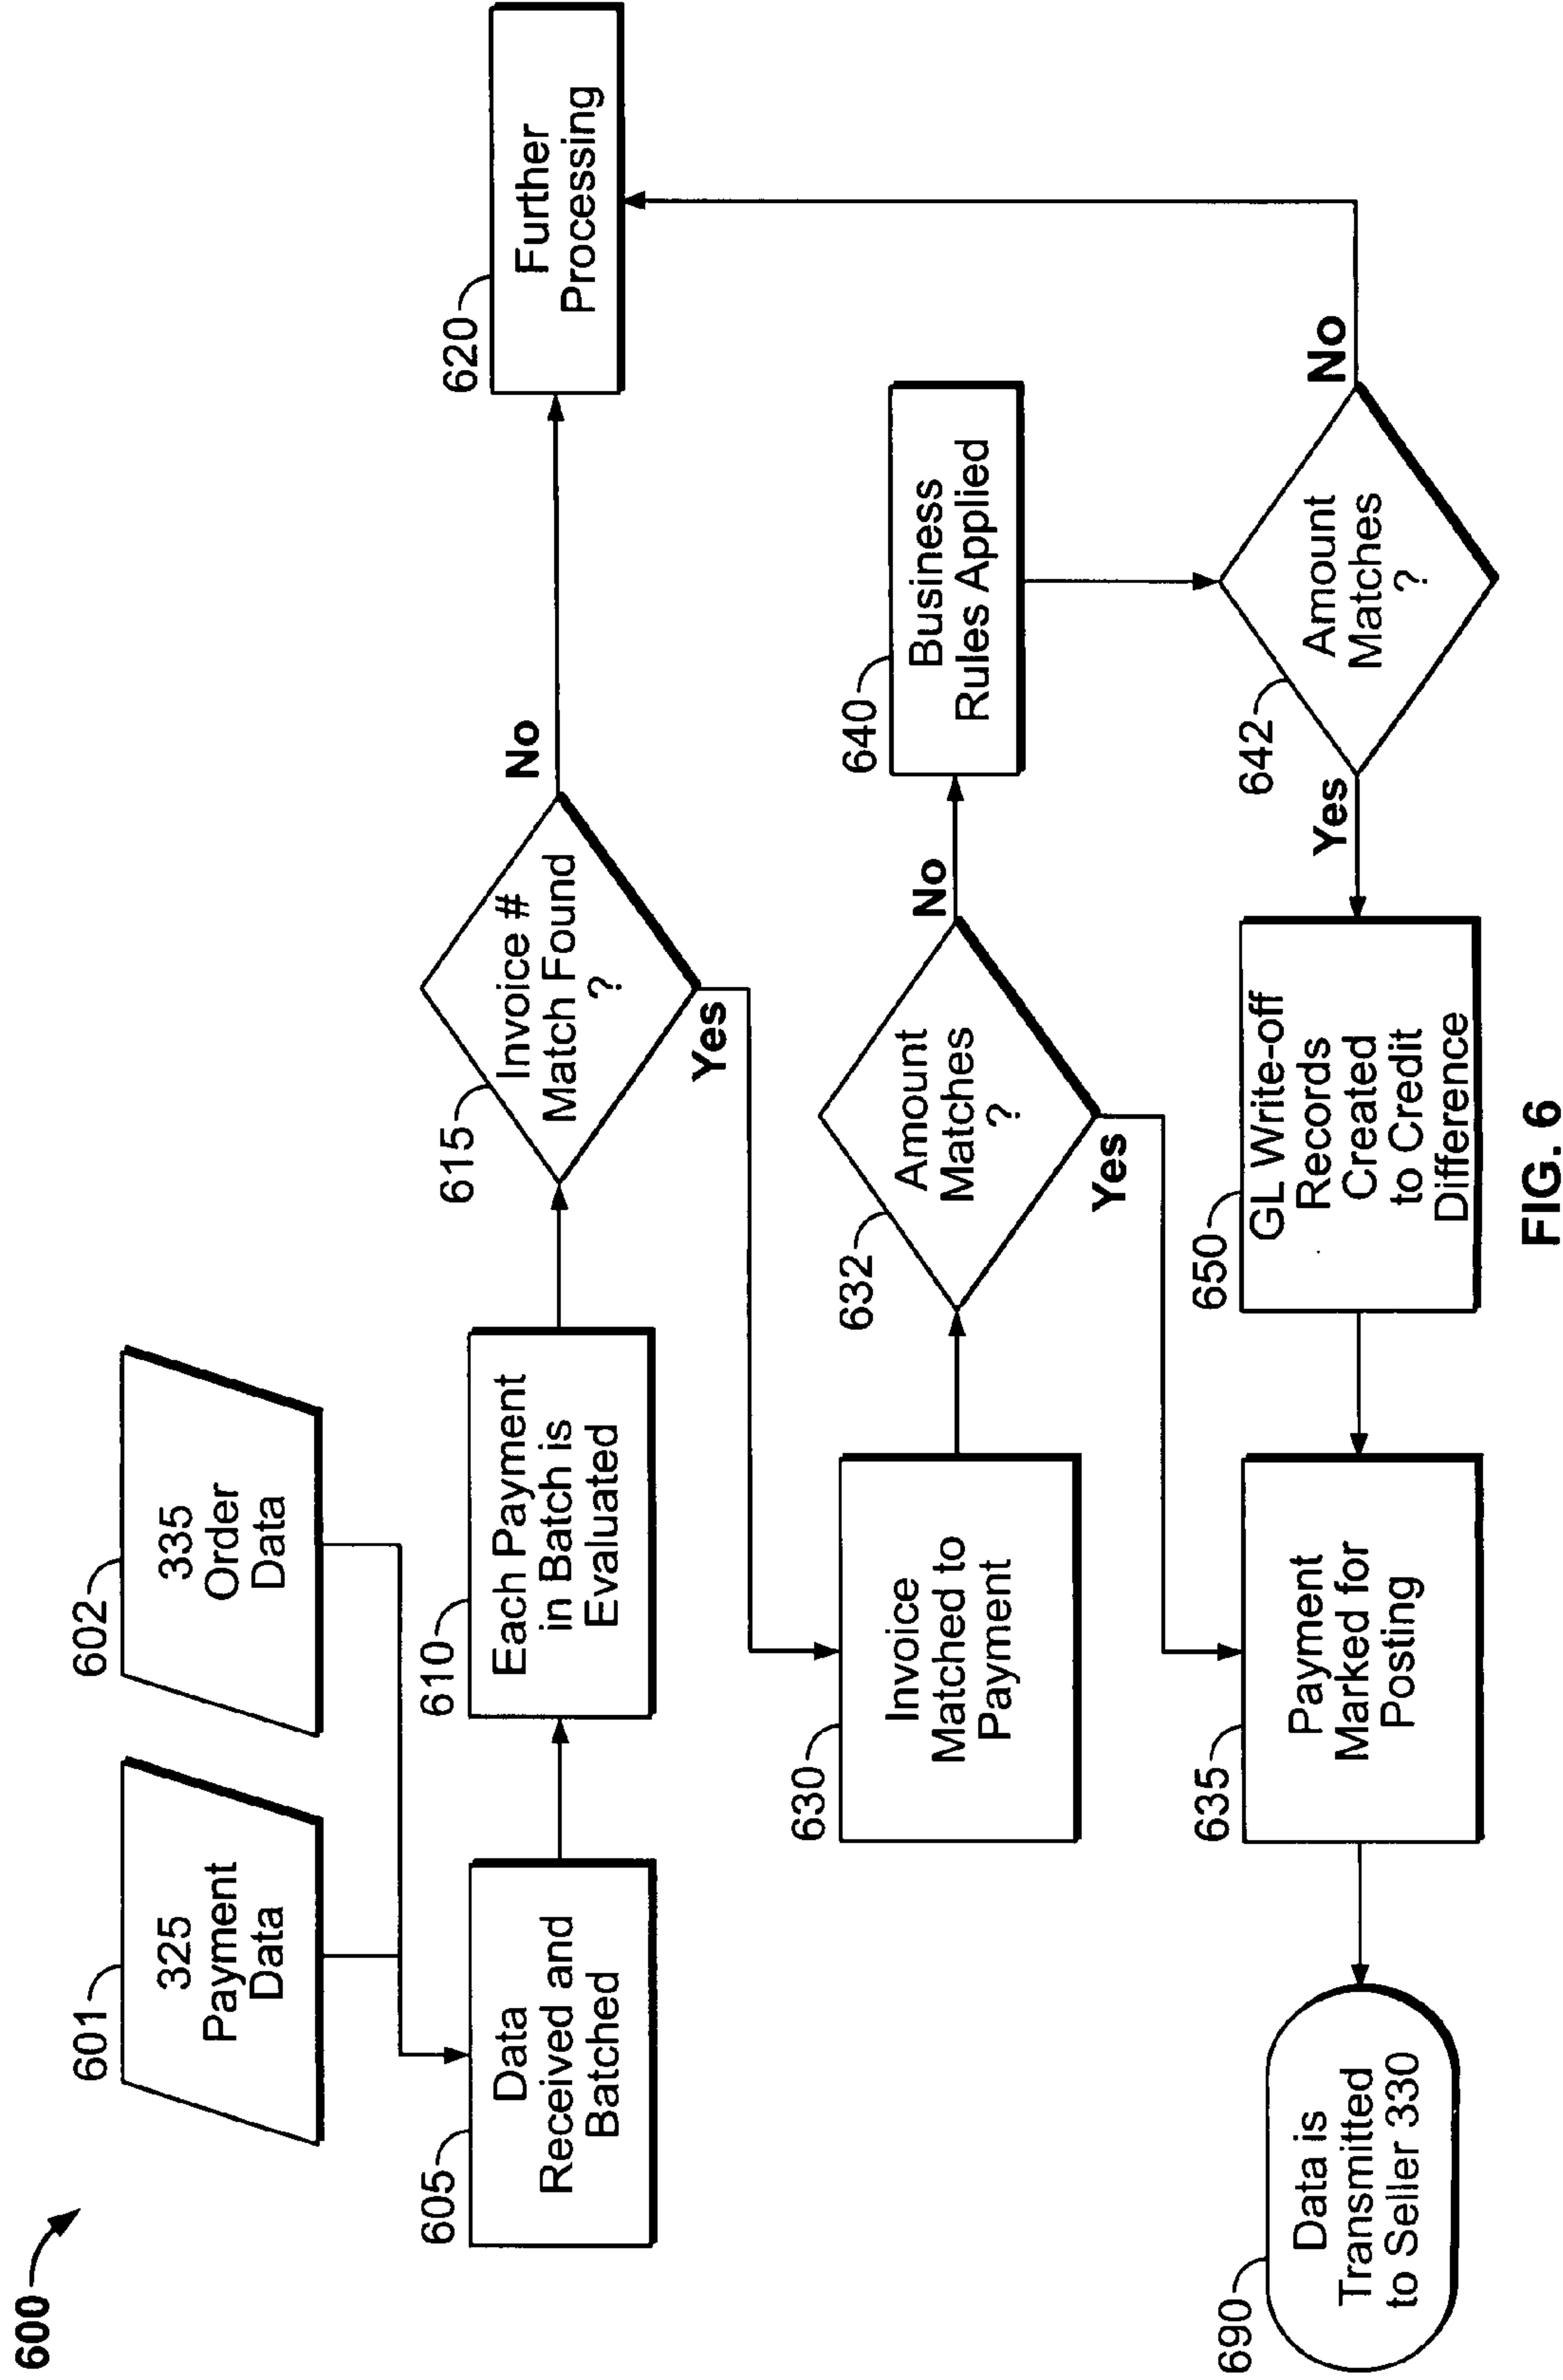 600
601
325
Payment
Data
602
335
Order
Data
605
Data
Received and
Batched
610
Each Payment
in Batch is
Evaluated
615
Invoice #
Match Found
?
No
Yes
620
Further
Processing
630
Invoice
Matched to
Payment
632
Amount
Matches
?
No
Yes
640
Business
Rules Applied
642
Amount
Matches
?
No
Yes
650
GL Write-off
Records
Created
to Credit
Difference
635
Payment
Marked for
Posting
690
Data is
Transmitted
to Seller 330
FIG. 6